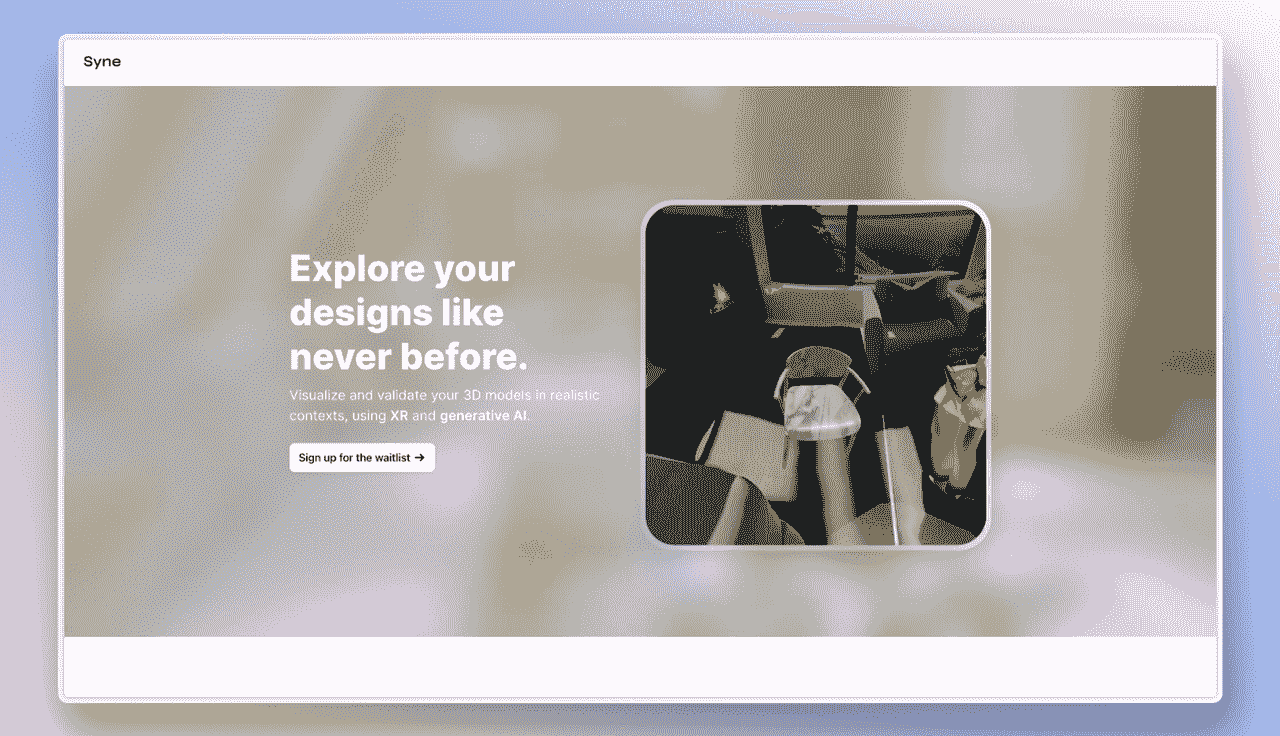 Syne
Explore your
designs like
never before.
Visualize and validate your 3D models in realistic
contexts, using XR and generative AI.
Sign up for the waitlist →